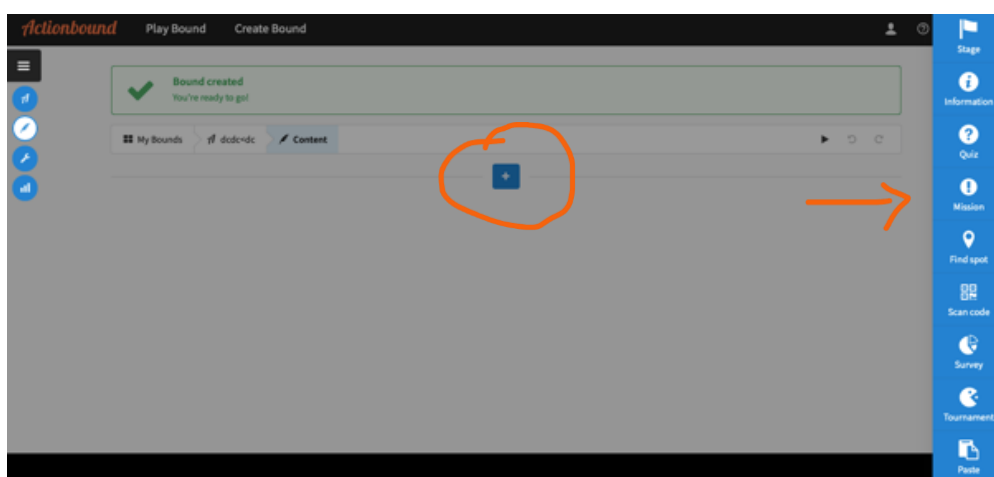 Actionbound Play Bound Create Bound
Bound created
You're ready to go!
My Bounds dcdc<dc Content
Stage
Information
Quiz
Mission
Find spot
Scan code
Survey
Tournament
Paste